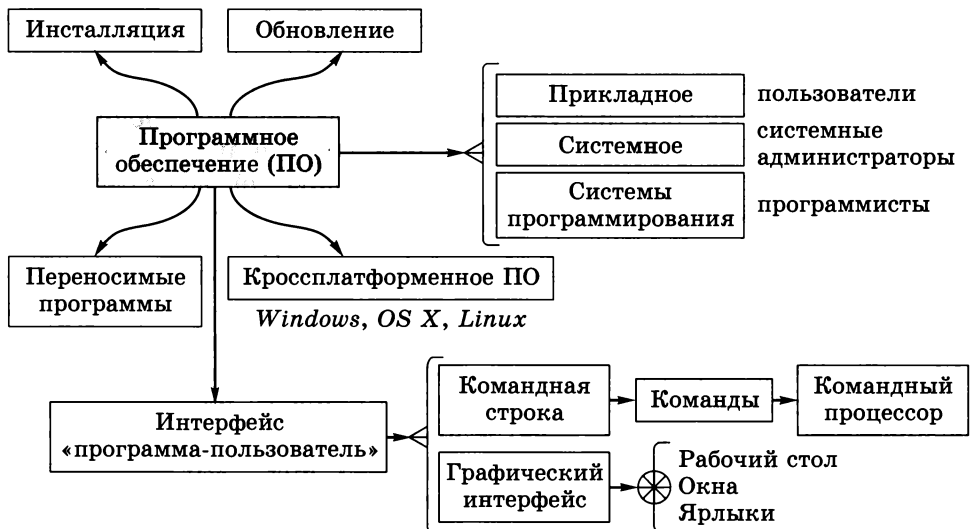 Инсталляция
Обновление
Программное
обеспечение (ПО)
Прикладное
пользователи
Системное
системные
администраторы
Системы
программирования
программисты
Переносимые
программы
Кроссплатформенное ПО
Windows, OS X, Linux
Интерфейс
«программа-пользователь»
Командная
строка
Команды
Командный
процессор
Графический
интерфейс
Рабочий стол
Окна
Ярлыки